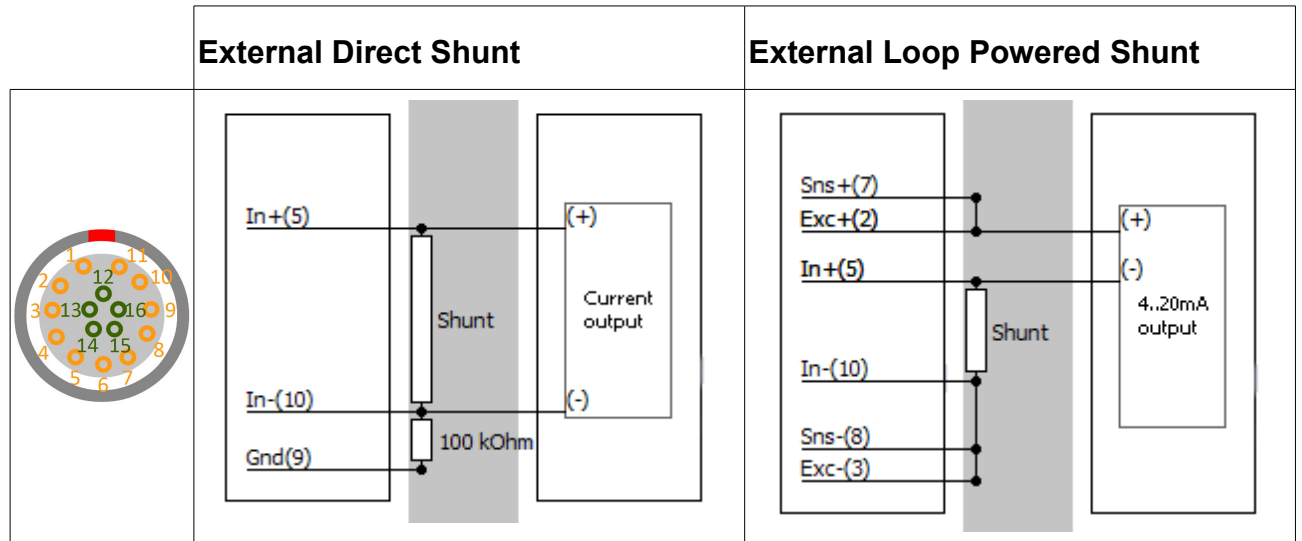 External Direct Shunt
External Loop Powered Shunt
1
11
12
2
10
3
13
16
9
4
14
15
8
5
6
7
In+(5)
(+)
Shunt
Current
output
In-(10)
(-)
100 kOhm
Gnd(9)
Sns+(7)
Exc+(2)
(+)
In+(5)
(-)
4..20mA
output
Shunt
In-(10)
Sns-(8)
Exc-(3)